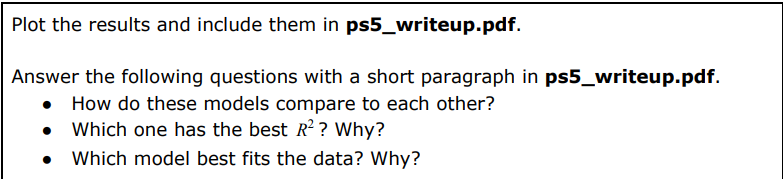 Plot the results and include them in ps5_writeup.pdf.
Answer the following questions with a short paragraph in ps5_writeup.pdf.
• How do these models compare to each other?
• Which one has the best R²? Why?
• Which model best fits the data? Why?